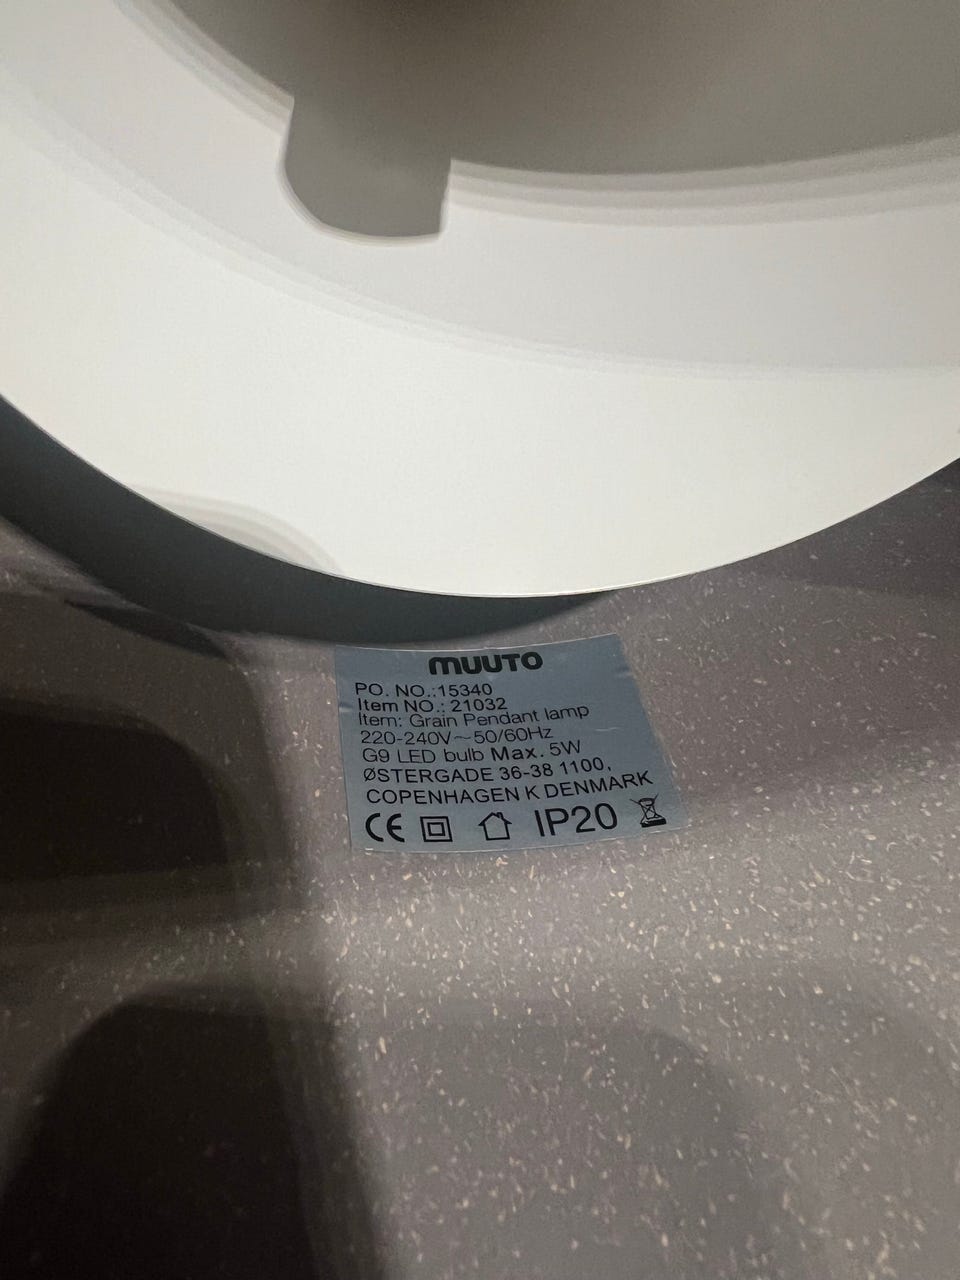 MUUTO
PO. NO.:15340
Item NO.: 21032
Item: Grain Pendant lamp
220-240V～50/60Hz
G9 LED bulb Max. 5W
ØSTERGADE 36-38 1100,
COPENHAGEN K DENMARK
CE IP20